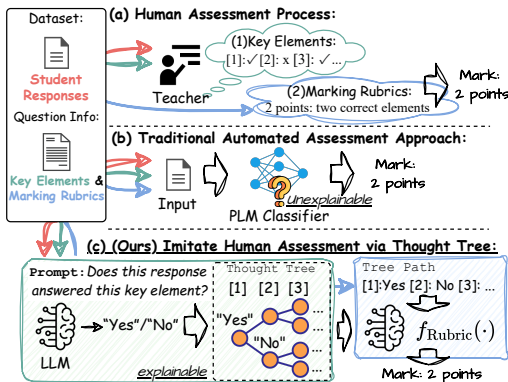 Dataset:
Student
Responses
Question Info:
Key Elements &
Marking Rubrics
(a) Human Assessment Process:
Teacher
(1)Key Elements:
[1]:✓[2]: x [3]: ✓...
(2)Marking Rubrics:
2 points: two correct elements
Mark:
2 points
(b) Traditional Automated Assessment Approach:
Input
PLM Classifier
Unexplainable
Mark:
2 points
(c) (Ours) Imitate Human Assessment via Thought Tree:
Prompt: Does this response
answered this key element?
LLM
"Yes"/"No"
explainable
Thought Tree
[1] [2] [3]
"Yes"
"No"
...
...
...
...
Tree Path
[1]:Yes [2]: No [3]: ...
fRubric(·)
Mark: 2 points